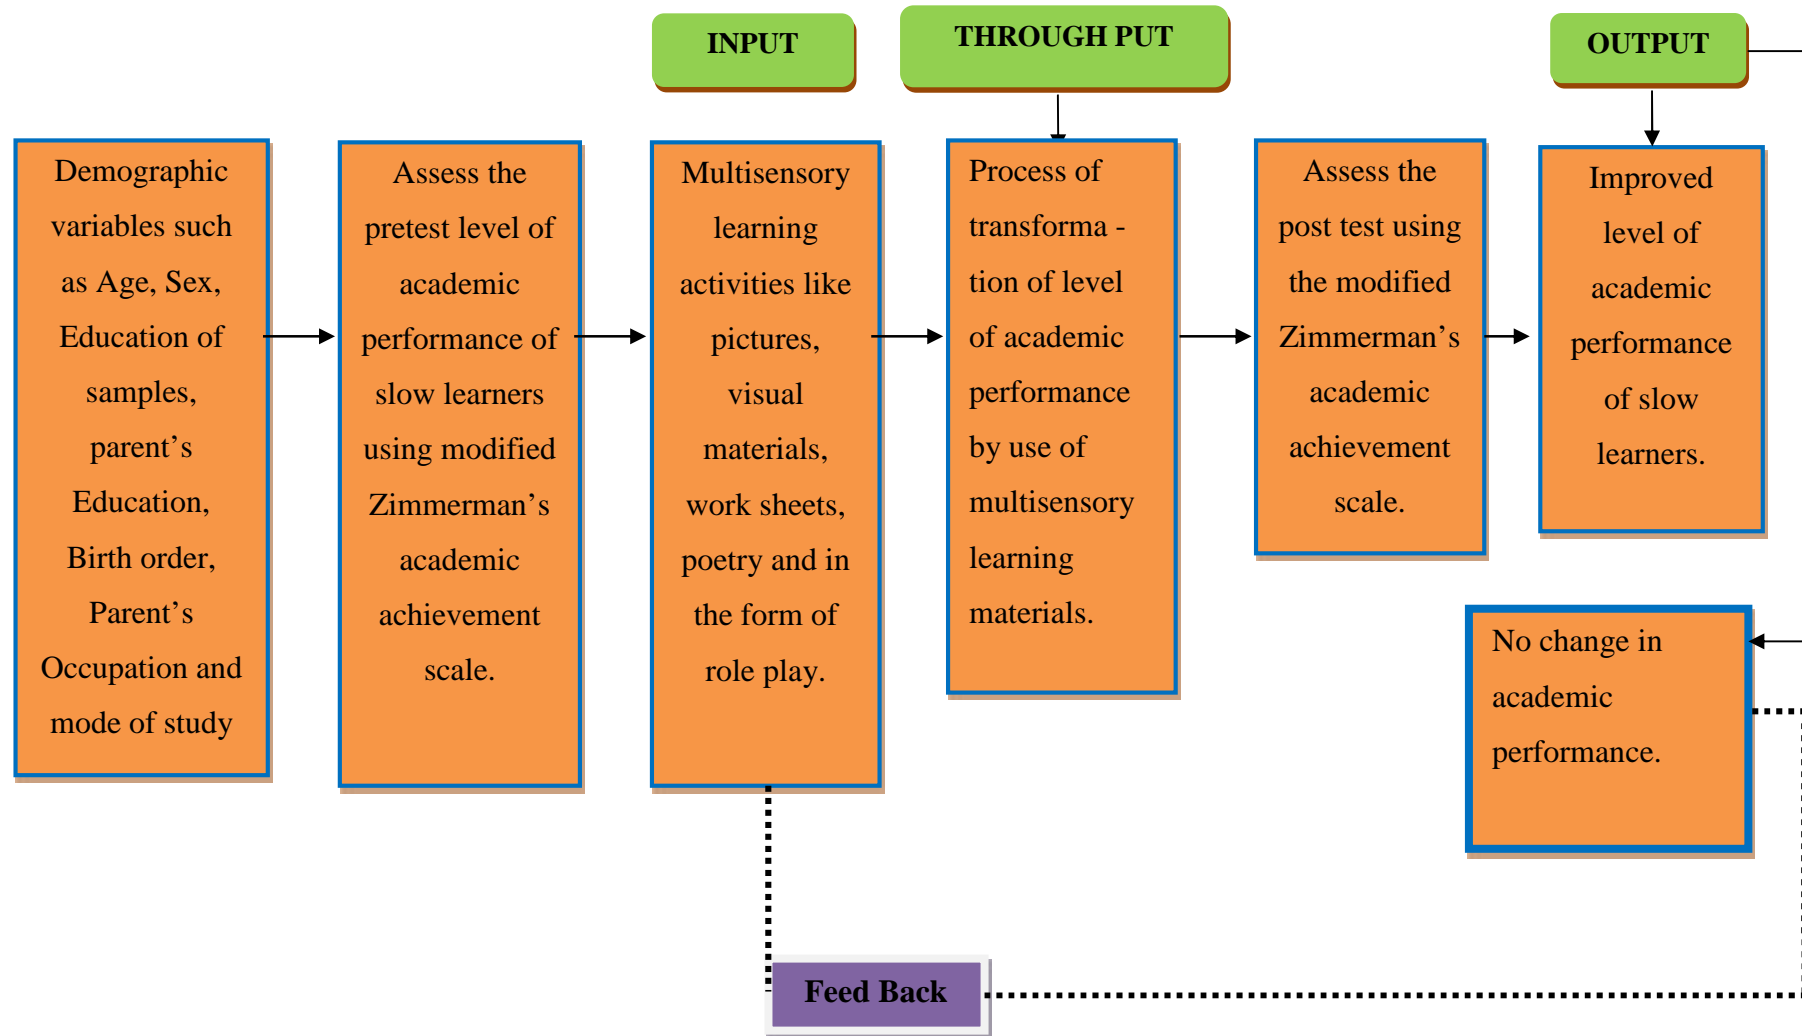 INPUT
THROUGH PUT
OUTPUT
Demographic
variables such
as Age, Sex,
Education of
samples,
parent’s
Education,
Birth order,
Parent’s
Occupation and
mode of study
Assess the
pretest level of
academic
performance of
slow learners
using modified
Zimmerman’s
academic
achievement
scale.
Multisensory
learning
activities like
pictures,
visual
materials,
work sheets,
poetry and in
the form of
role play.
Process of
transforma -
tion of level
of academic
performance
by use of
multisensory
learning
materials.
Assess the
post test using
the modified
Zimmerman’s
academic
achievement
scale.
Improved
level of
academic
performance
of slow
learners.
No change in
academic
performance.
Feed Back